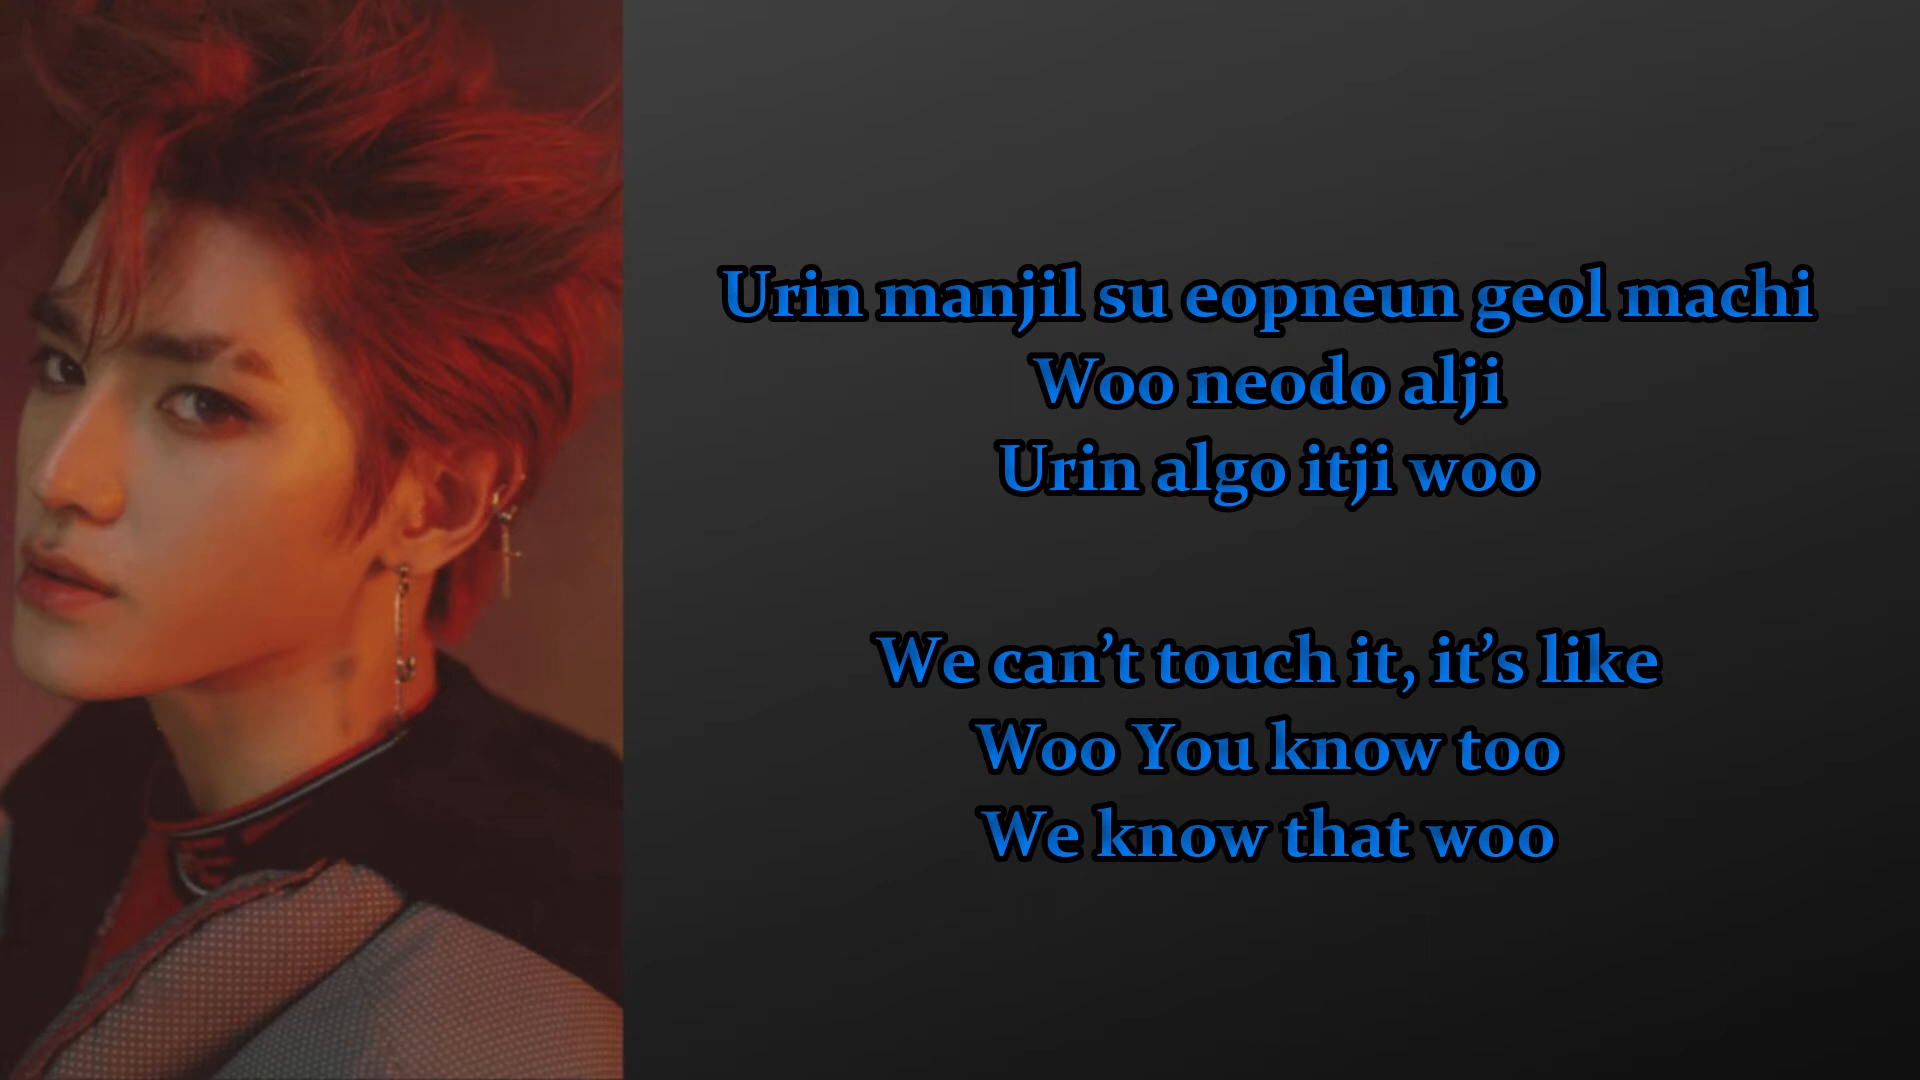 Urin manjil su eopneun geol machi
Woo neodo alji
Urin algo itji woo
We can’t touch it, it’s like
Woo You know too
We know that woo